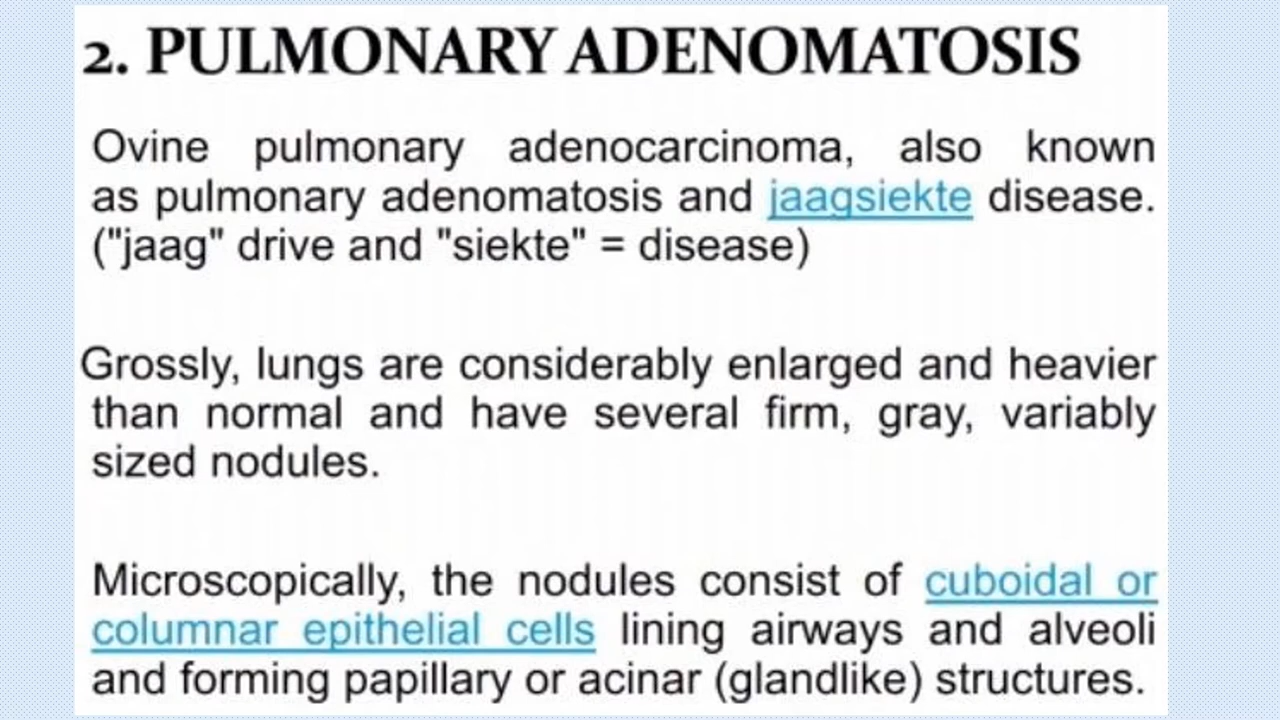 2. PULMONARY ADENOMATOSIS
Ovine pulmonary adenocarcinoma, also known
as pulmonary adenomatosis and jaagsiekte disease.
("jaag" drive and "siekte" = disease)
Grossly, lungs are considerably enlarged and heavier
than normal and have several firm, gray, variably
sized nodules.
Microscopically, the nodules consist of cuboidal or
columnar epithelial cells lining airways and alveoli
and forming papillary or acinar (glandlike) structures.